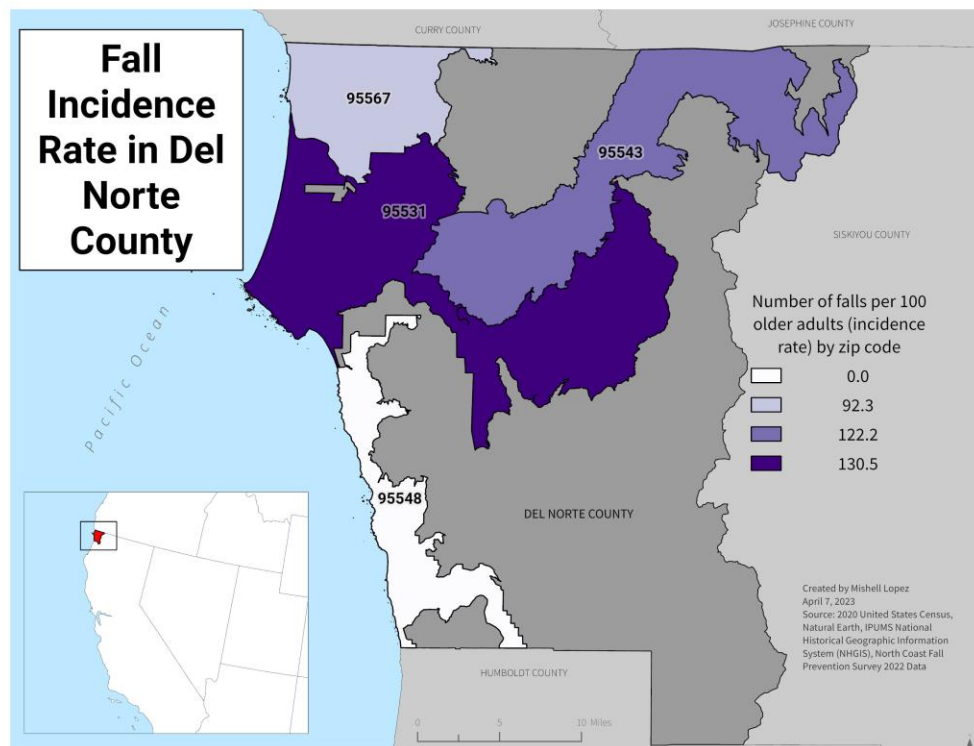 Fall
Incidence
Rate in Del
Norte
County
CURRY COUNTY
JOSEPHINE COUNTY
95567
95543
95531
SISKIYOU COUNTY
Pacific Ocean
Number of falls per 100
older adults (incidence
rate) by zip code
0.0
92.3
122.2
130.5
95548
DEL NORTE COUNTY
Created by Mishell Lopez
April 7, 2023
Source: 2020 United States Census,
Natural Earth, IPUMS National
Historical Geographic Information
System (NHGIS), North Coast Fall
Prevention Survey 2022 Data
HUMBOLDT COUNTY
0 5 10 Miles